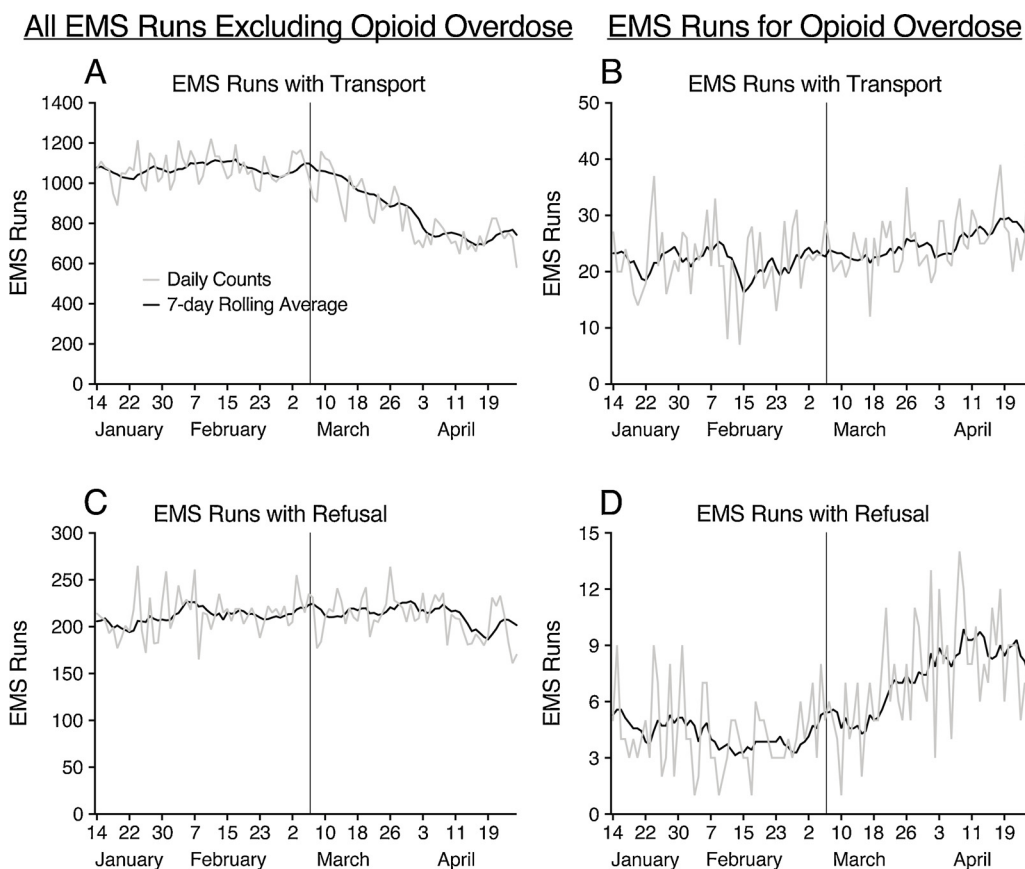 All EMS Runs Excluding Opioid Overdose
EMS Runs for Opioid Overdose
A
EMS Runs with Transport
1400
1200
1000
800
600
400
200
0
EMS Runs
Daily Counts
7-day Rolling Average
14 22 30 7 15 23 2 10 18 26 3 11 19
January February March April
B
EMS Runs with Transport
50
40
30
20
10
0
EMS Runs
14 22 30 7 15 23 2 10 18 26 3 11 19
January February March April
C
EMS Runs with Refusal
300
250
200
150
100
50
0
EMS Runs
14 22 30 7 15 23 2 10 18 26 3 11 19
January February March April
D
EMS Runs with Refusal
15
12
9
6
3
0
EMS Runs
14 22 30 7 15 23 2 10 18 26 3 11 19
January February March April